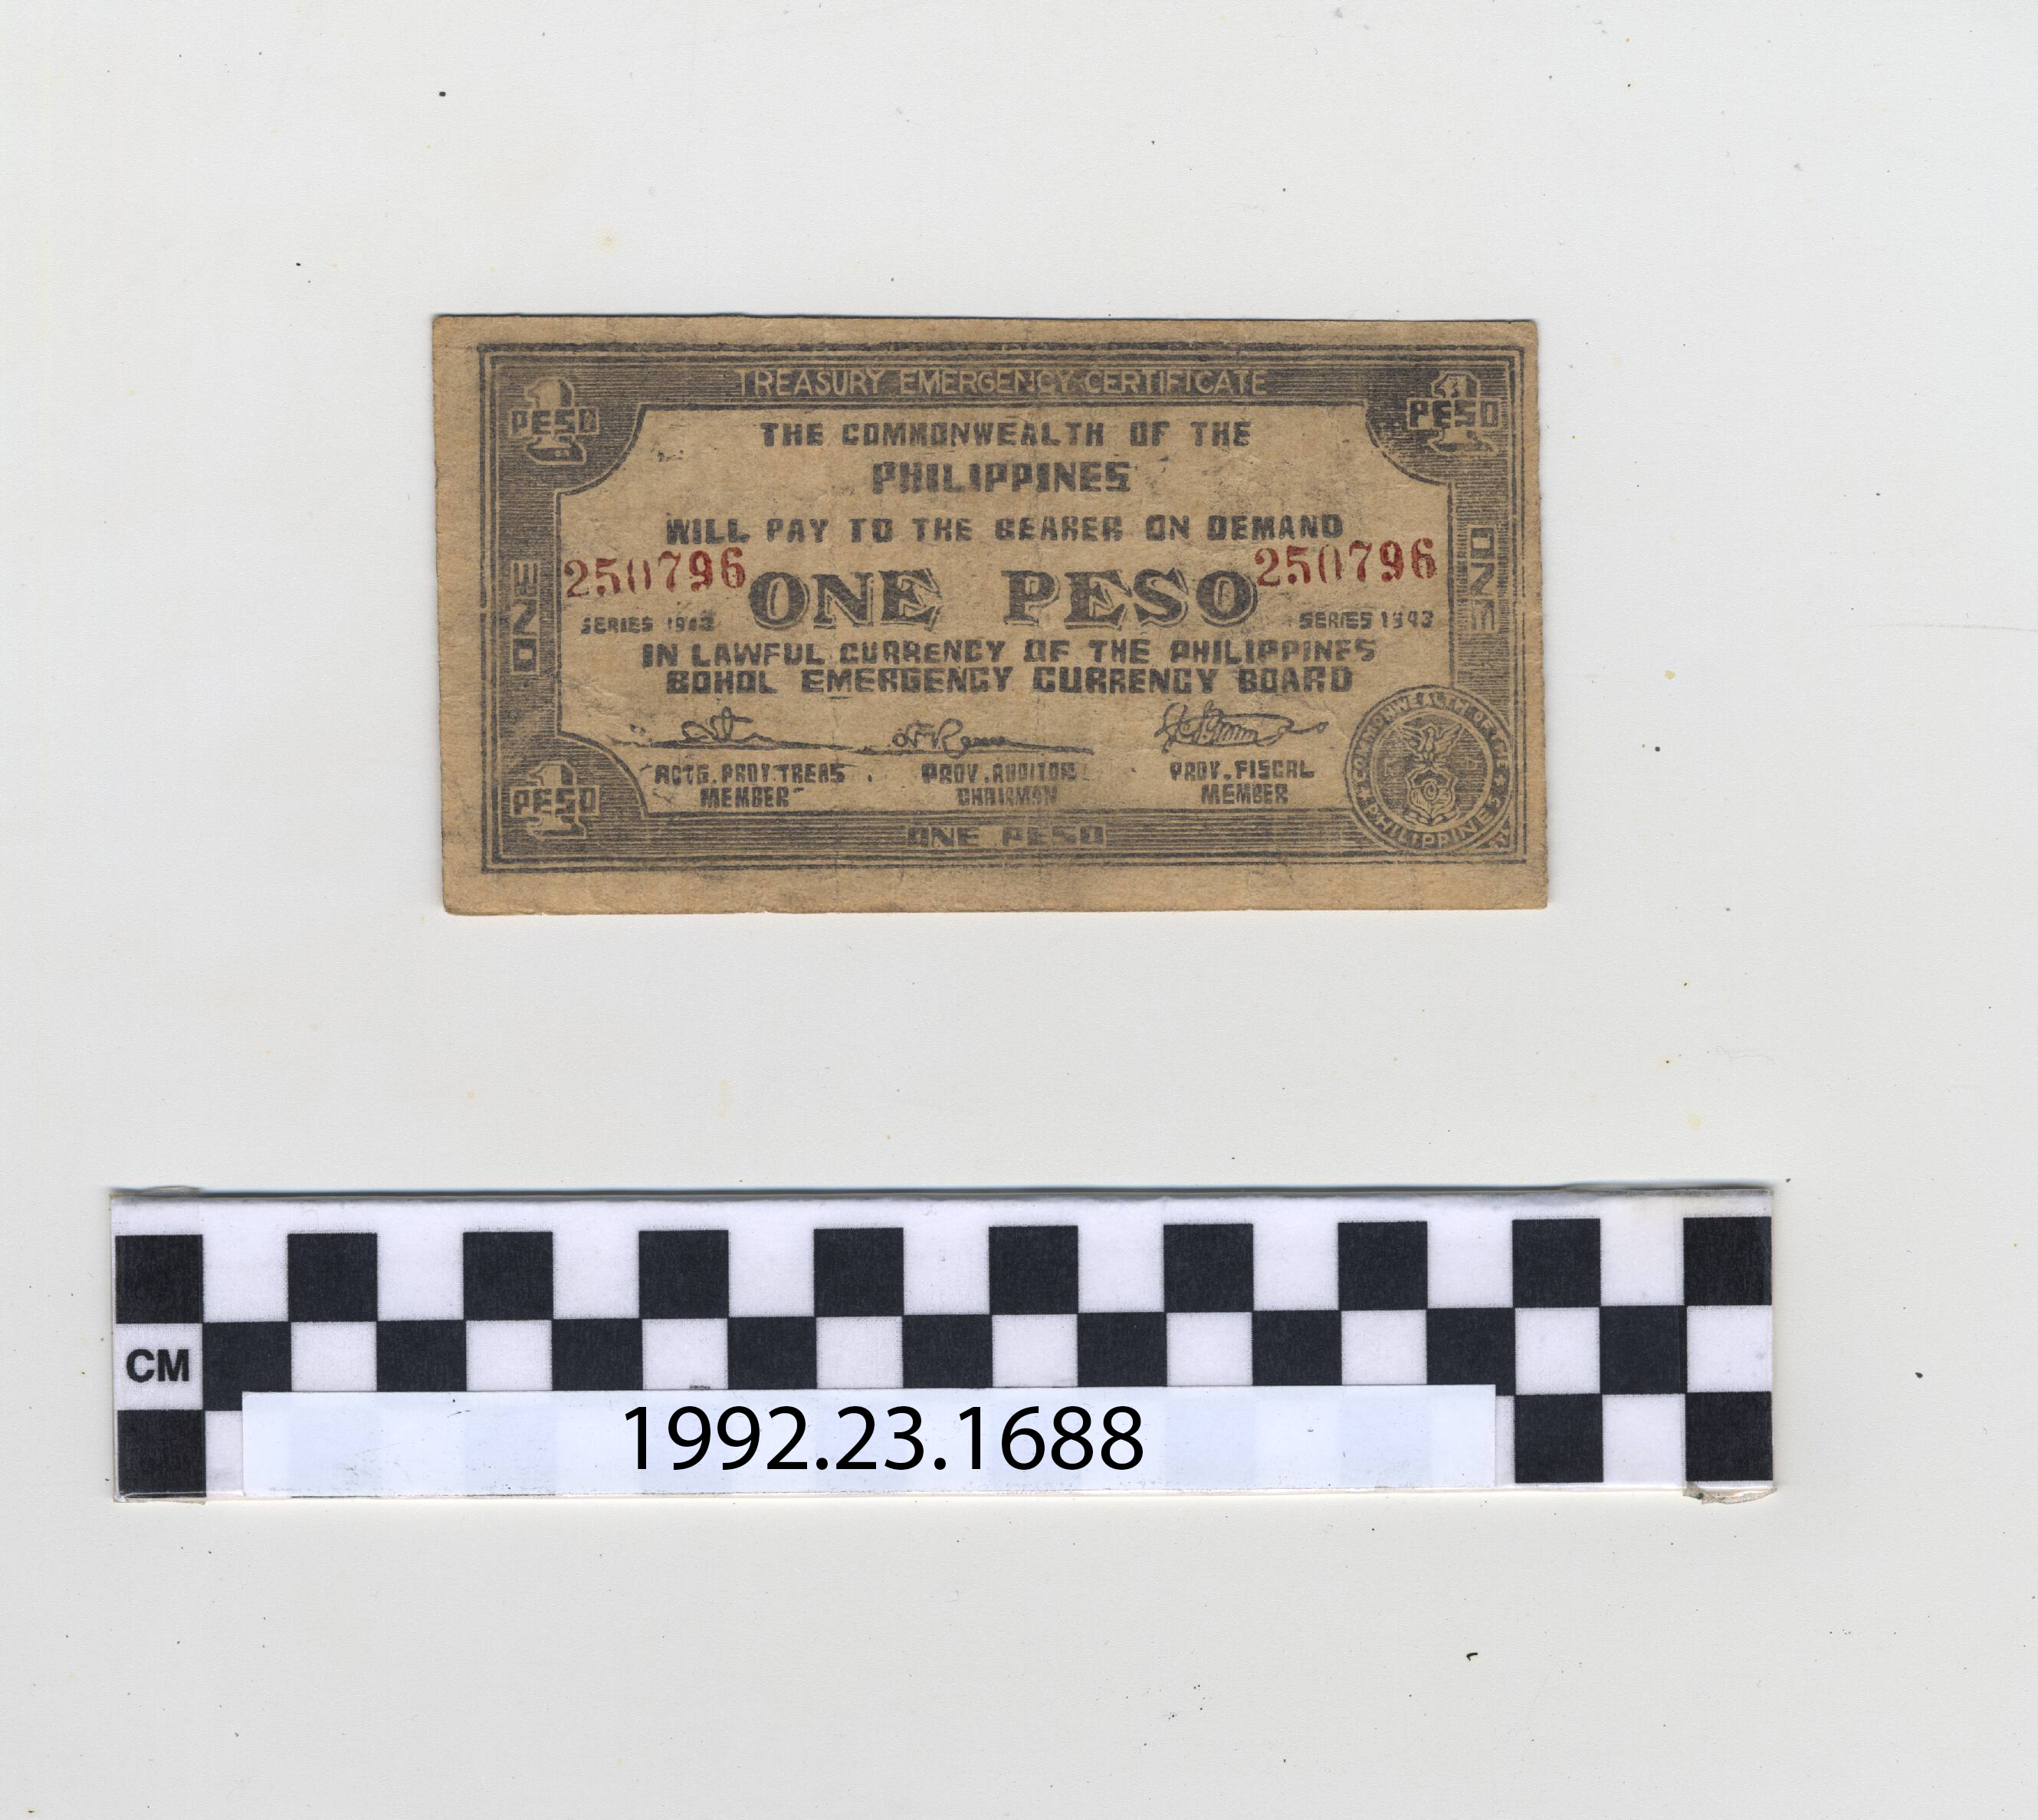 TREASURY EMERGENCY CERTIFICATE
1 PESO
1 PESO
THE COMMONWEALTH OF THE
PHILIPPINES
WILL PAY TO THE BEARER ON DEMAND
250796 ONE PESO 250796
SERIES 1943 SERIES 1943
ONE
ONE
IN LAWFUL CURRENCY OF THE PHILIPPINES
BOHOL EMERGENCY CURRENCY BOARD
ACTG. PROV. TREAS. PROV. AUDITOR PROV. FISCAL
MEMBER CHAIRMAN MEMBER
1 PESO
ONE PESO
COMMONWEALTH OF THE PHILIPPINES
CM
1992.23.1688